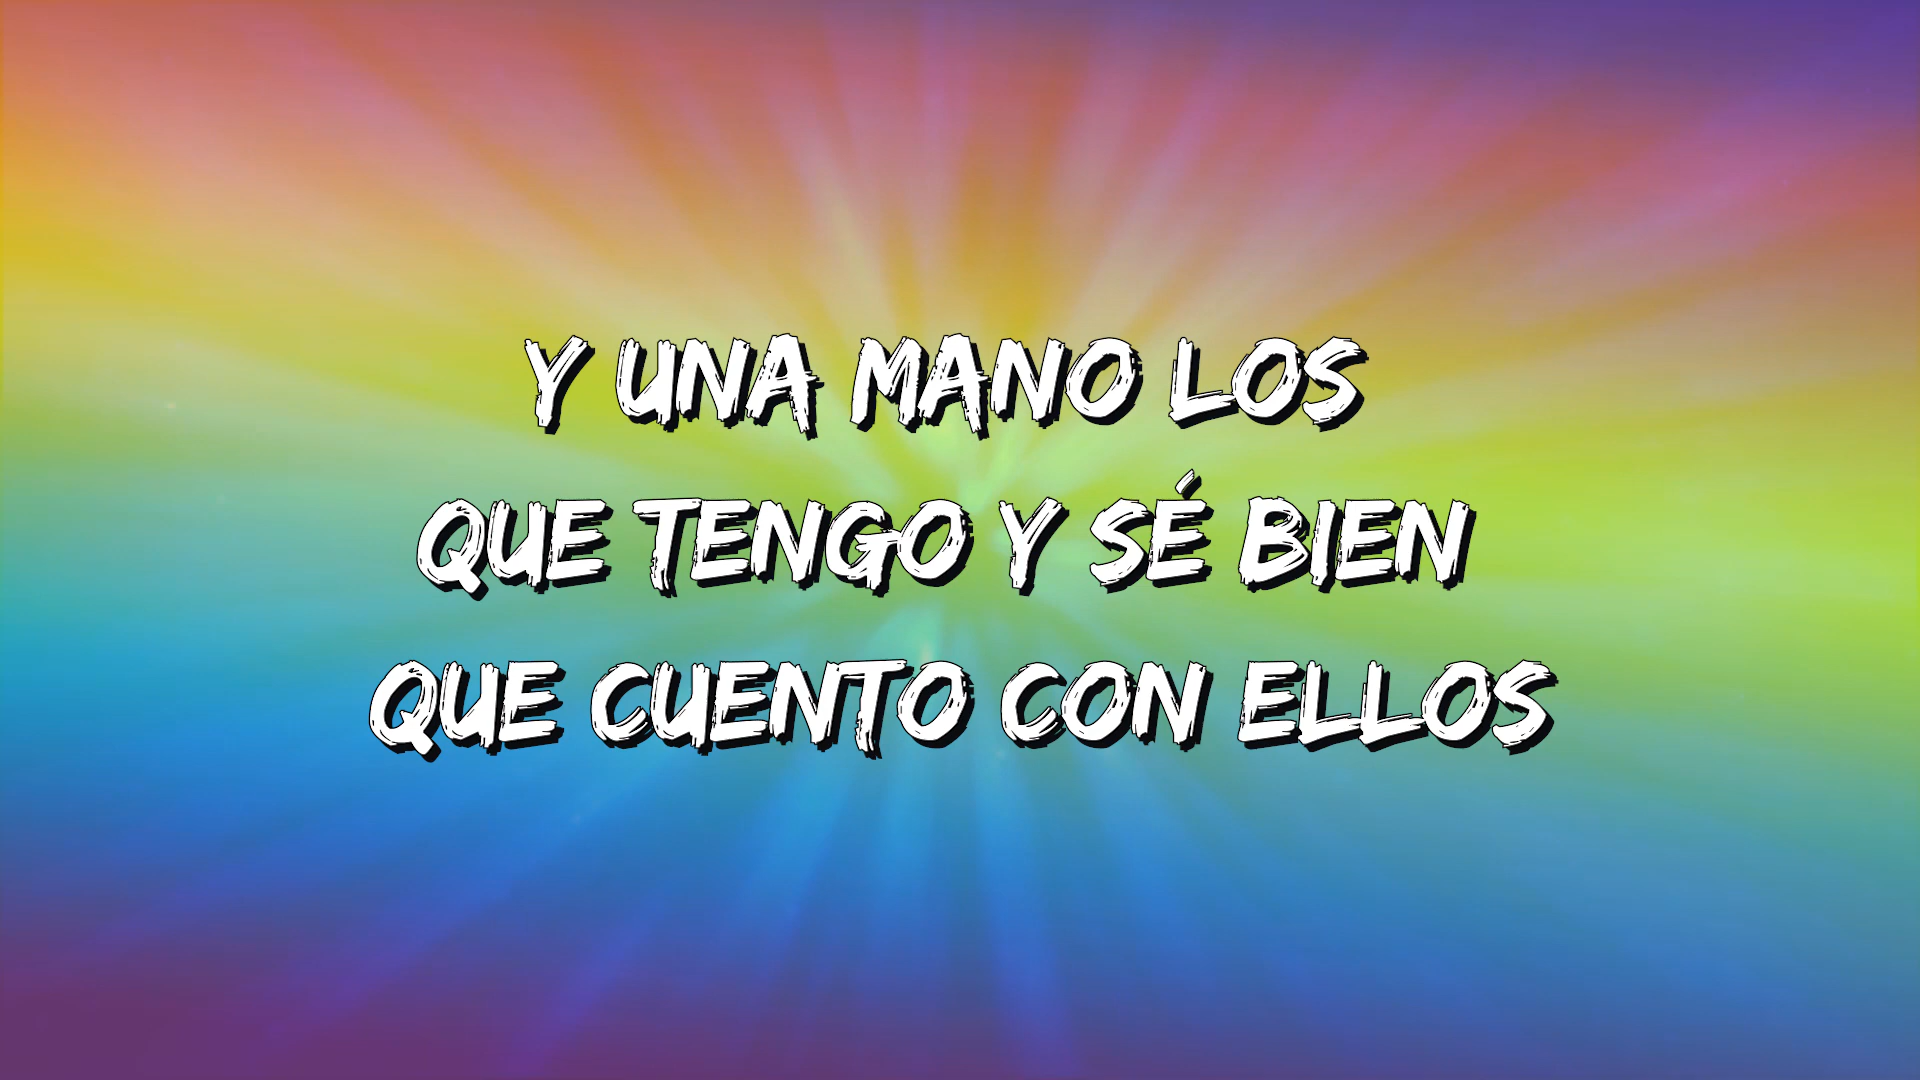 Y UNA MANO LOS
QUE TENGO Y SÉ BIEN
QUE CUENTO CON ELLOS